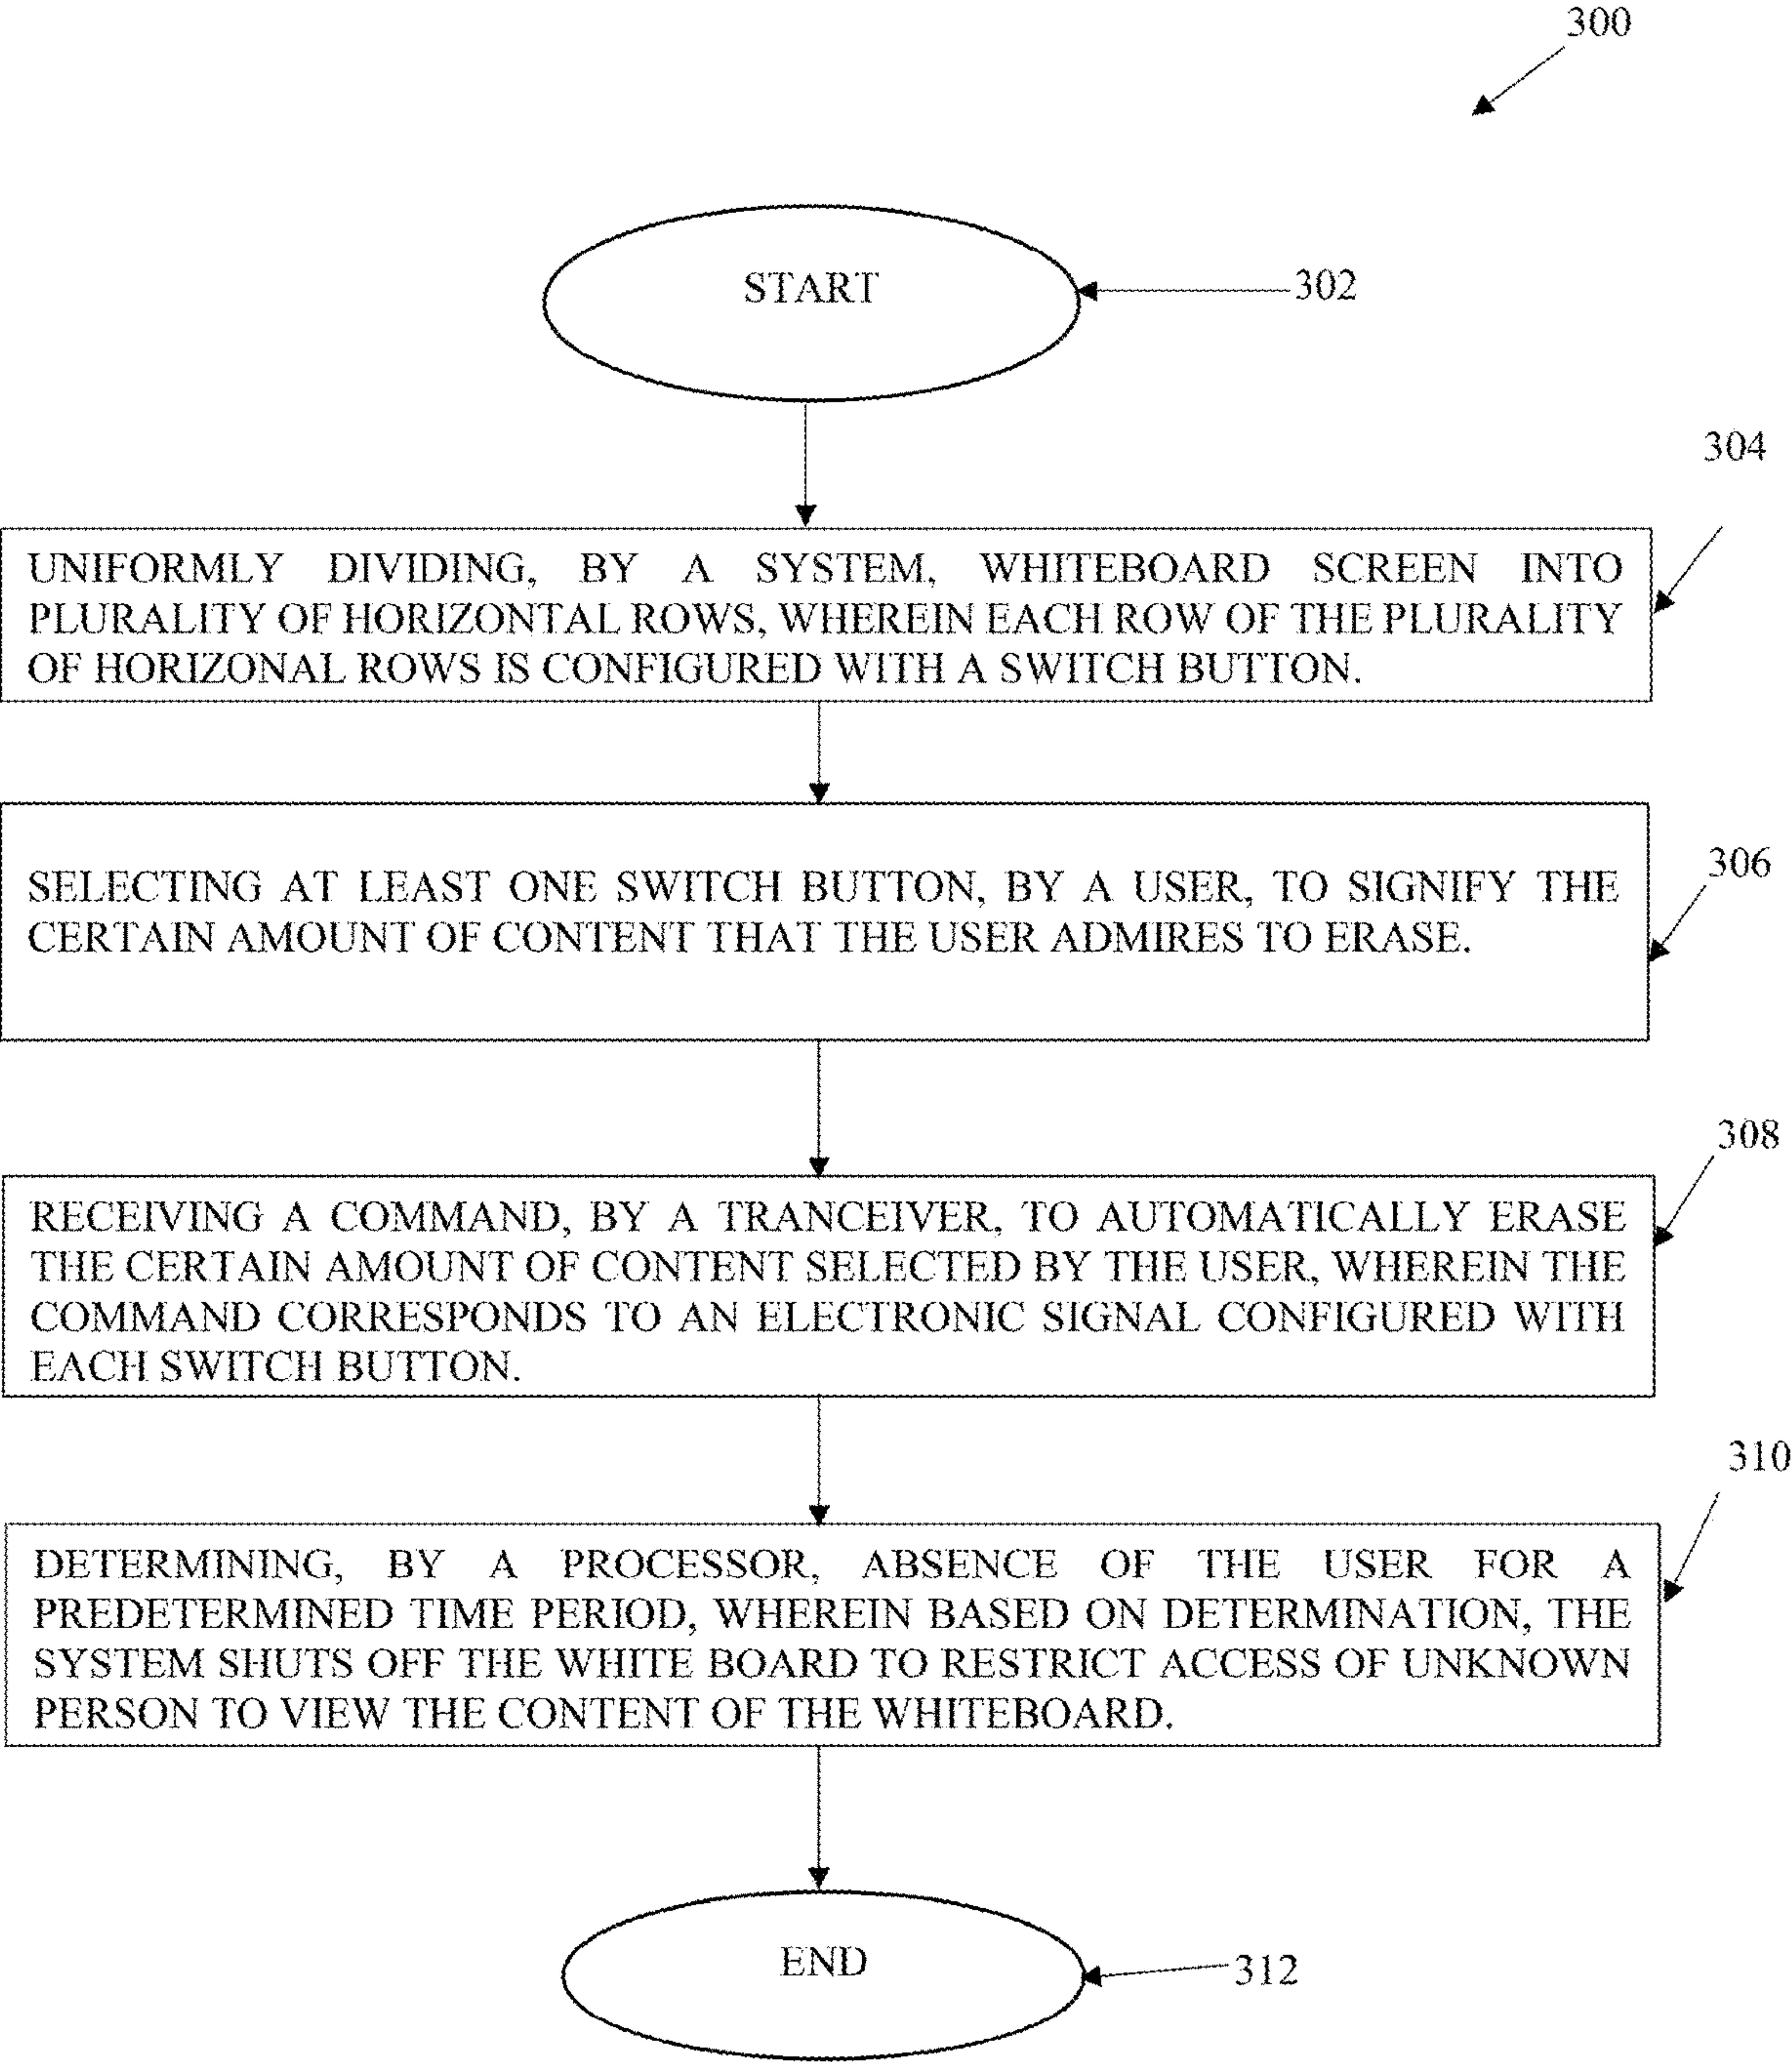 300
START
302
304
UNIFORMLY DIVIDING, BY A SYSTEM, WHITEBOARD SCREEN INTO
PLURALITY OF HORIZONTAL ROWS, WHEREIN EACH ROW OF THE PLURALITY
OF HORIZONAL ROWS IS CONFIGURED WITH A SWITCH BUTTON.
306
SELECTING AT LEAST ONE SWITCH BUTTON, BY A USER, TO SIGNIFY THE
CERTAIN AMOUNT OF CONTENT THAT THE USER ADMIRES TO ERASE.
308
RECEIVING A COMMAND, BY A TRANCEIVER, TO AUTOMATICALLY ERASE
THE CERTAIN AMOUNT OF CONTENT SELECTED BY THE USER, WHEREIN THE
COMMAND CORRESPONDS TO AN ELECTRONIC SIGNAL CONFIGURED WITH
EACH SWITCH BUTTON.
310
DETERMINING, BY A PROCESSOR, ABSENCE OF THE USER FOR A
PREDETERMINED TIME PERIOD, WHEREIN BASED ON DETERMINATION, THE
SYSTEM SHUTS OFF THE WHITE BOARD TO RESTRICT ACCESS OF UNKNOWN
PERSON TO VIEW THE CONTENT OF THE WHITEBOARD.
END
312